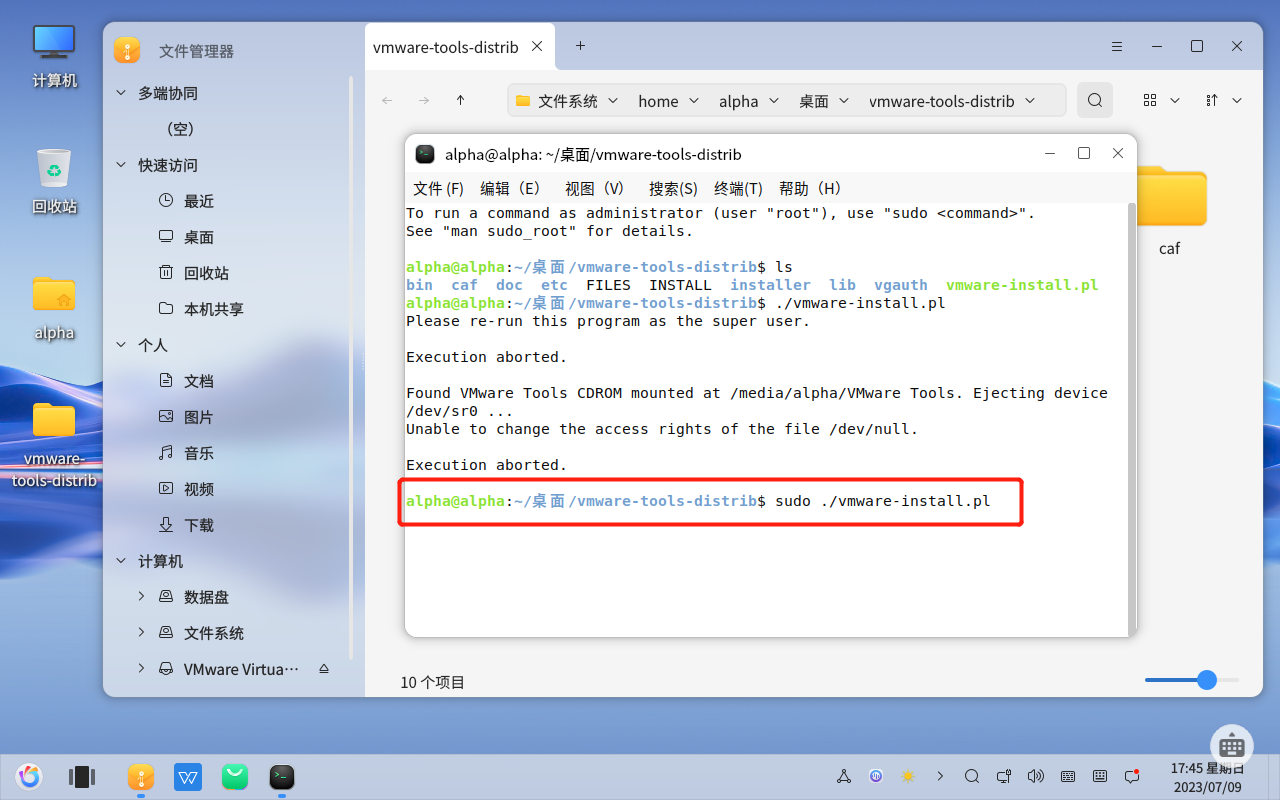 计算机
回收站
alpha
vmware-
tools-distrib
文件管理器
多端协同
（空）
快速访问
最近
桌面
回收站
本机共享
个人
文档
图片
音乐
视频
下载
计算机
数据盘
文件系统
VMware Virtua···
vmware-tools-distrib
文件系统 home alpha 桌面 vmware-tools-distrib
caf
alpha@alpha: ~/桌面/vmware-tools-distrib
文件 (F) 编辑（E） 视图（V） 搜索(S) 终端(T) 帮助（H）
To run a command as administrator (user "root"), use "sudo <command>".
See "man sudo_root" for details.
alpha@alpha:~/桌面/vmware-tools-distrib$ ls
bin caf doc etc FILES INSTALL installer lib vgauth vmware-install.pl
alpha@alpha:~/桌面/vmware-tools-distrib$ ./vmware-install.pl
Please re-run this program as the super user.
Execution aborted.
Found VMware Tools CDROM mounted at /media/alpha/VMware Tools. Ejecting device
/dev/sr0 ...
Unable to change the access rights of the file /dev/null.
Execution aborted.
alpha@alpha:~/桌面/vmware-tools-distrib$ sudo ./vmware-install.pl
10 个项目
17:45 星期日
2023/07/09